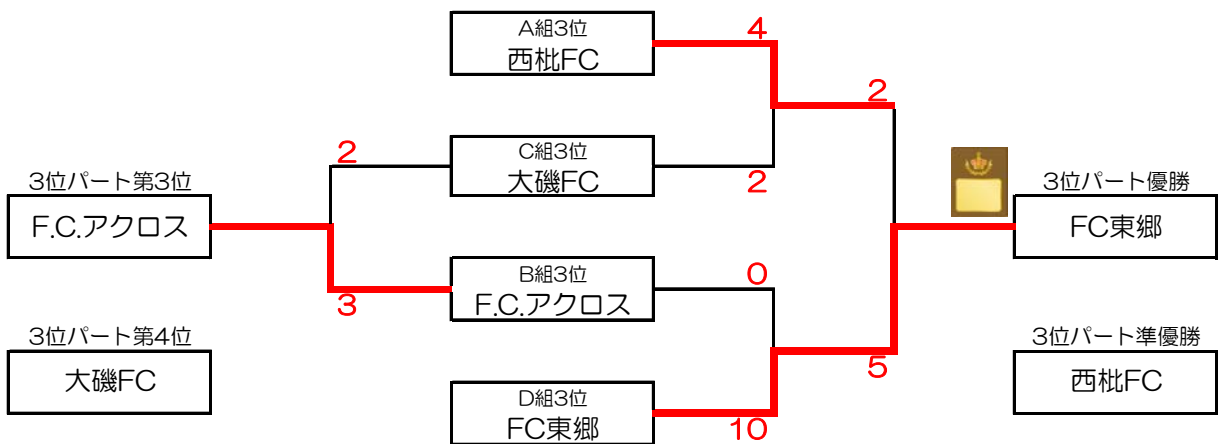 A組3位
西枇FC
4
2
C組3位
大磯FC
2
2
3位パート第3位
F.C.アクロス
3位パート優勝
FC東郷
B組3位
F.C.アクロス
0
3
3位パート第4位
大磯FC
5
3位パート準優勝
西枇FC
D組3位
FC東郷
10